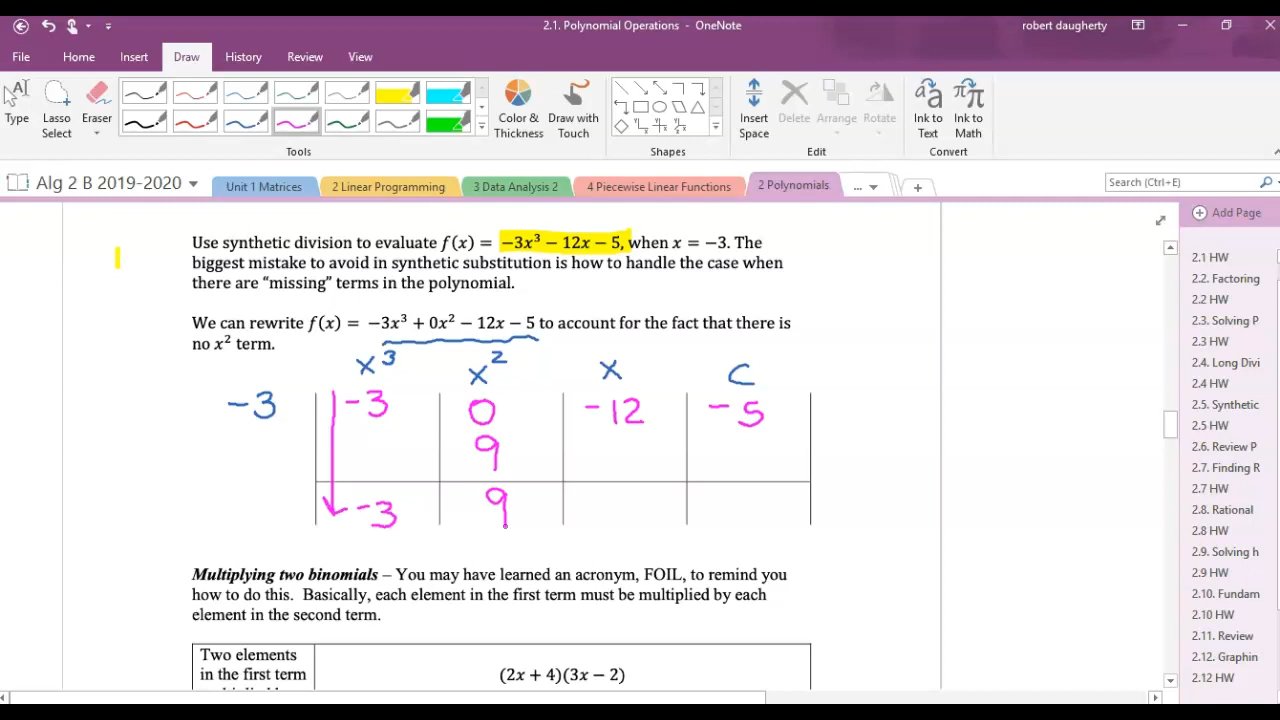 2.1. Polynomial Operations - OneNote
robert daugherty
File Home Insert Draw History Review View
Type Lasso Select Eraser Color & Thickness Draw with Touch Insert Space Delete Arrange Rotate Ink to Text Ink to Math
Tools Shapes Edit Convert
Alg 2 B 2019-2020 Unit 1 Matrices 2 Linear Programming 3 Data Analysis 2 4 Piecewise Linear Functions 2 Polynomials ... + Search (Ctrl+E)
Add Page
2.1 HW
2.2. Factoring
2.2 HW
2.3. Solving P
2.3 HW
2.4. Long Divi
2.4 HW
2.5. Synthetic
2.5 HW
2.6. Review P
2.7. Finding R
2.7 HW
2.8. Rational
2.8 HW
2.9. Solving h
2.9 HW
2.10. Fundam
2.10 HW
2.11. Review
2.12. Graphin
2.12 HW
Use synthetic division to evaluate f(x) = −3x³ − 12x − 5, when x = −3. The
biggest mistake to avoid in synthetic substitution is how to handle the case when
there are “missing” terms in the polynomial.
We can rewrite f(x) = −3x³ + 0x² − 12x − 5 to account for the fact that there is
no x² term.
x³ x² x C
-3 -3 0 -12 -5
9
-3 9
Multiplying two binomials – You may have learned an acronym, FOIL, to remind you
how to do this. Basically, each element in the first term must be multiplied by each
element in the second term.
Two elements
in the first term
(2x + 4)(3x − 2)